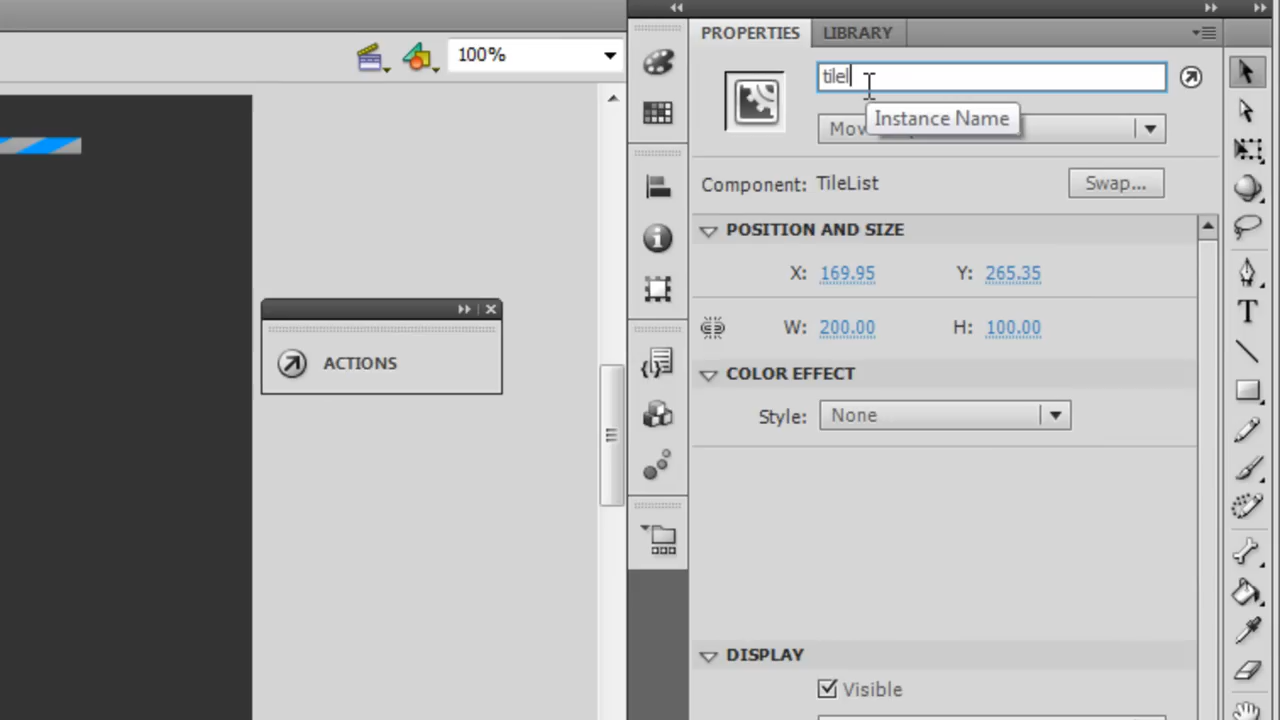 100%
PROPERTIES LIBRARY
tilel
Instance Name
Mov
Component: TileList Swap...
POSITION AND SIZE
X: 169.95 Y: 265.35
W: 200.00 H: 100.00
ACTIONS
COLOR EFFECT
Style: None
DISPLAY
Visible